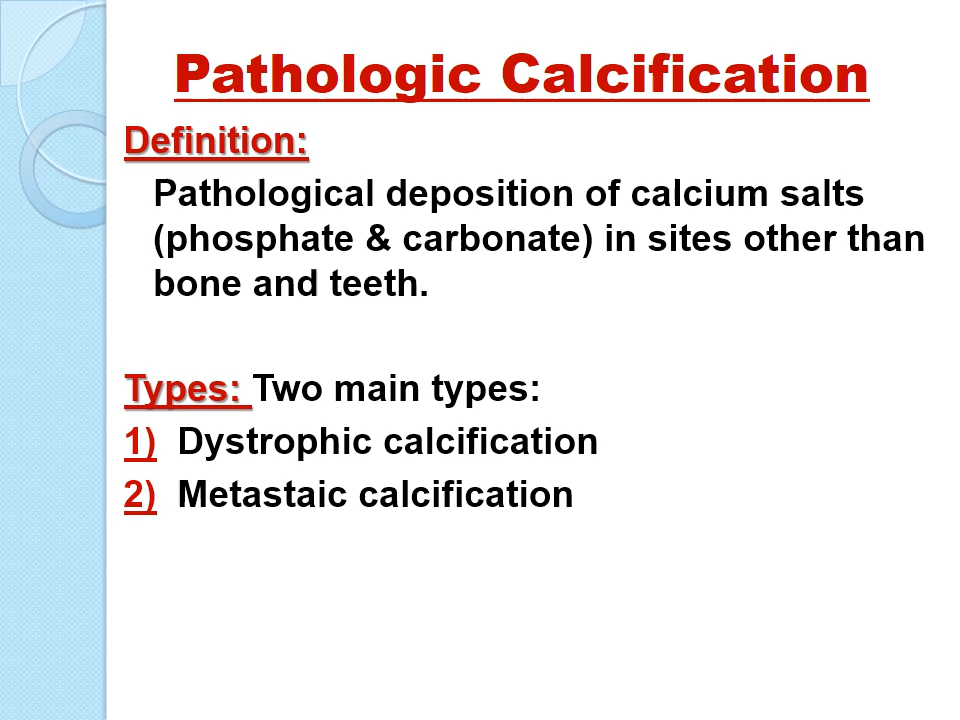 Pathologic Calcification
Definition:
Pathological deposition of calcium salts
(phosphate & carbonate) in sites other than
bone and teeth.
Types: Two main types:
1) Dystrophic calcification
2) Metastaic calcification